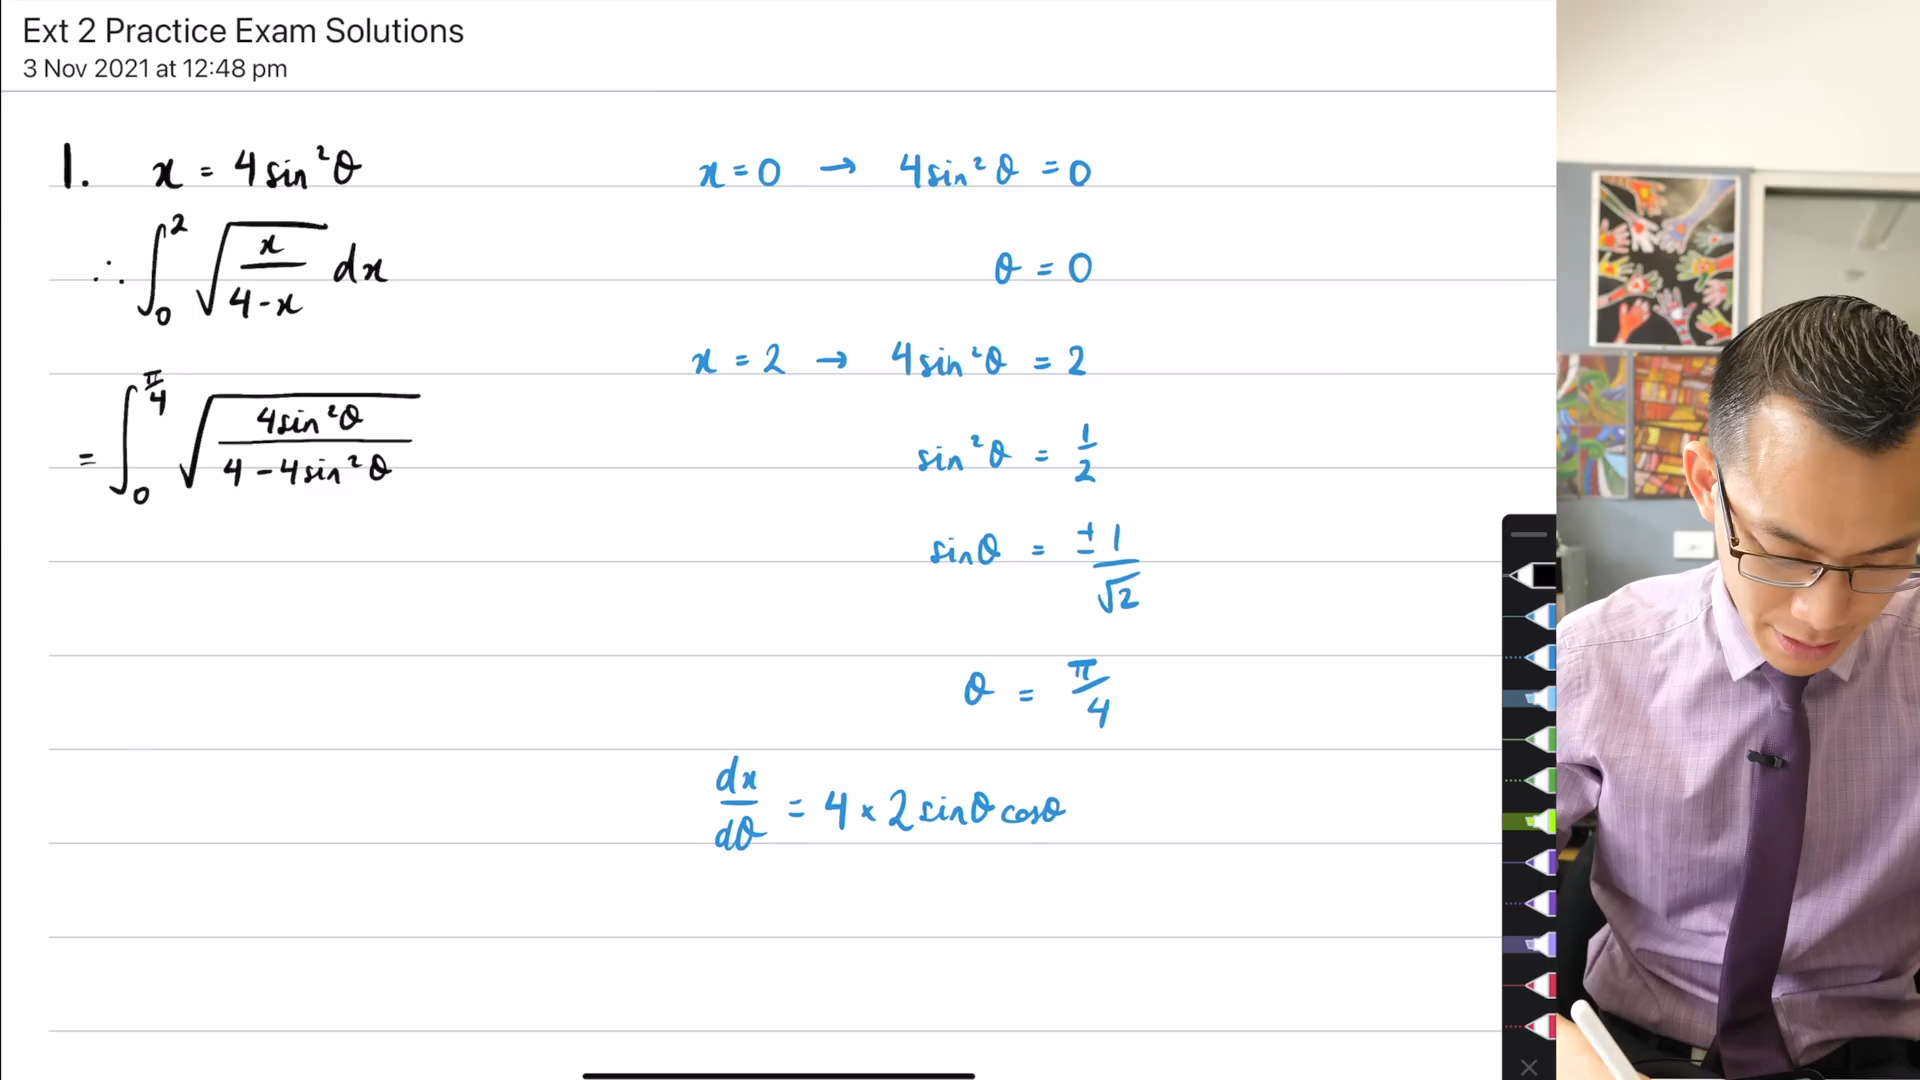 Ext 2 Practice Exam Solutions
3 Nov 2021 at 12:48 pm
1. x = 4sin²θ
∴ ∫₀² √(x/(4-x)) dx
= ∫₀^(π/4) √(4sin²θ/(4-4sin²θ))
x=0 → 4sin²θ =0
θ = 0
x = 2 → 4sin²θ = 2
sin²θ = 1/2
sinθ = ±1/√2
θ = π/4
dx/dθ = 4 × 2 sinθ cosθ